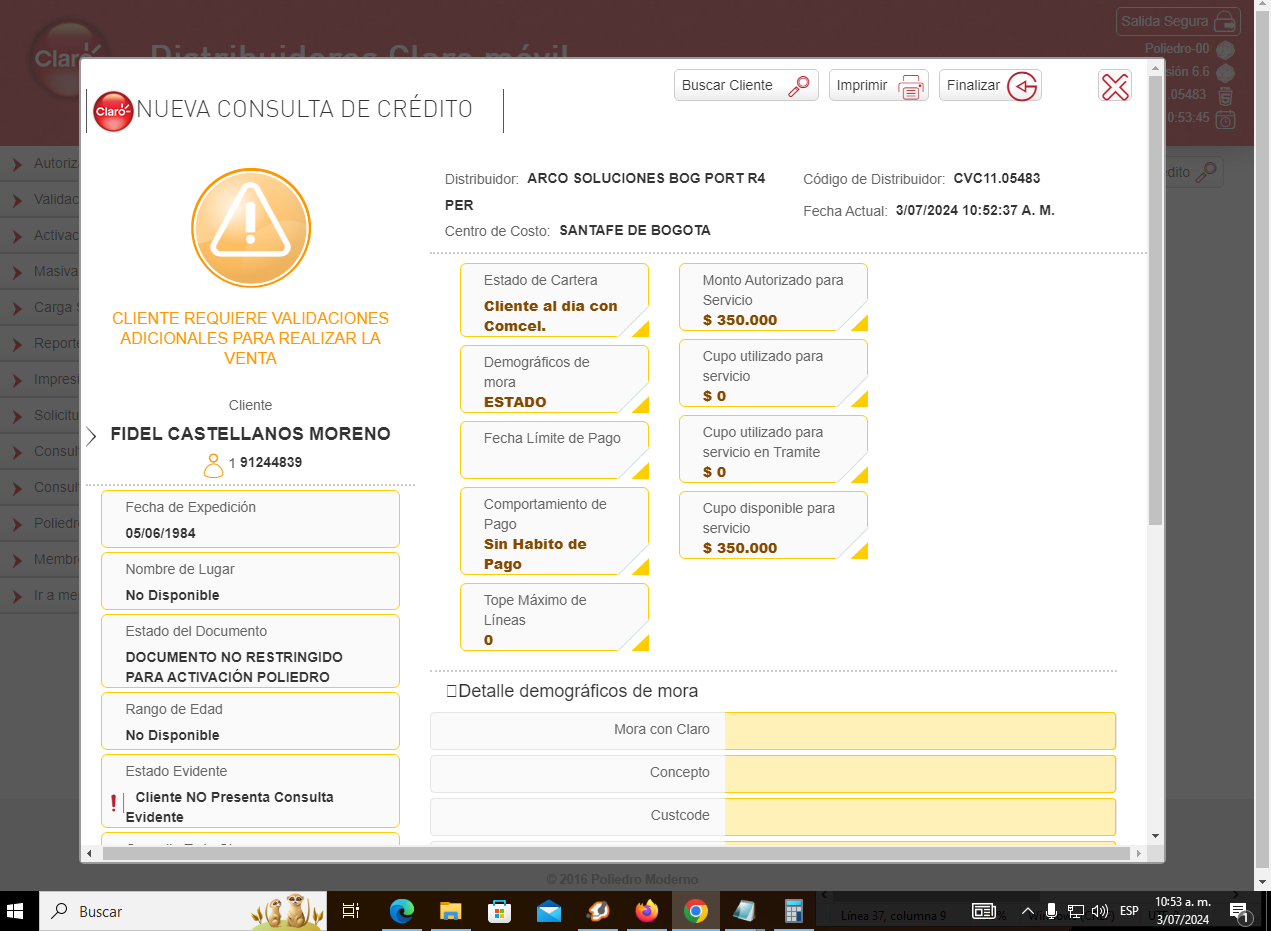 Salida Segura
Claro
Distribuidores Claro móvil
Poliedro-00
sión 6.6
.05483
0:53:45
Buscar Cliente
Imprimir
Finalizar
Claro
NUEVA CONSULTA DE CRÉDITO
Autoriz
Validac
Activac
Masiva
Carga
Reporte
Impresi
Solicitu
Consul
Consul
Poliedr
Membr
Ir a me
dito
CLIENTE REQUIERE VALIDACIONES
ADICIONALES PARA REALIZAR LA
VENTA
Cliente
FIDEL CASTELLANOS MORENO
1 91244839
Fecha de Expedición
05/06/1984
Nombre de Lugar
No Disponible
Estado del Documento
DOCUMENTO NO RESTRINGIDO
PARA ACTIVACIÓN POLIEDRO
Rango de Edad
No Disponible
Estado Evidente
Cliente NO Presenta Consulta
Evidente
Distribuidor: ARCO SOLUCIONES BOG PORT R4
PER
Centro de Costo: SANTAFE DE BOGOTA
Código de Distribuidor: CVC11.05483
Fecha Actual: 3/07/2024 10:52:37 A. M.
Estado de Cartera
Cliente al dia con
Comcel.
Demográficos de
mora
ESTADO
Fecha Límite de Pago
Comportamiento de
Pago
Sin Habito de
Pago
Tope Máximo de
Líneas
0
Monto Autorizado para
Servicio
$ 350.000
Cupo utilizado para
servicio
$ 0
Cupo utilizado para
servicio en Tramite
$ 0
Cupo disponible para
servicio
$ 350.000
Detalle demográficos de mora
Mora con Claro
Concepto
Custcode
© 2016 Poliedro Moderno
Buscar
Línea 37, columna 9
ESP
10:53 a. m.
3/07/2024
1